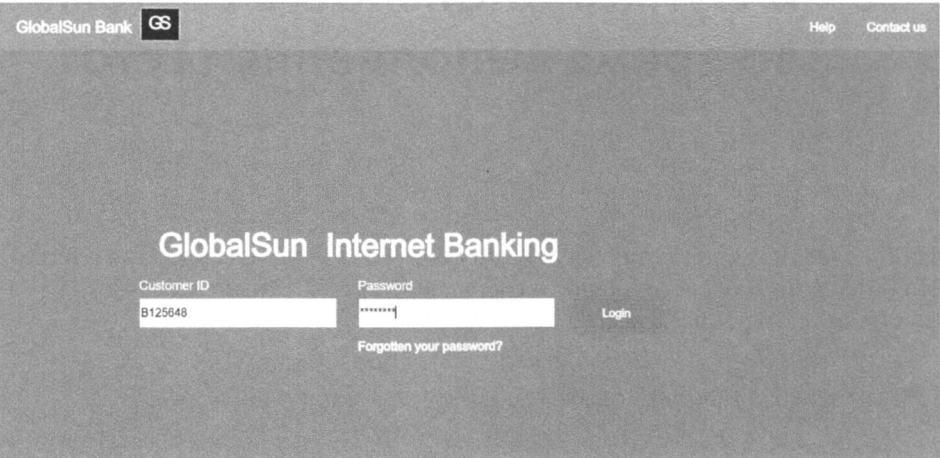 GlobalSun Bank GS Help Contact us
GlobalSun Internet Banking
Customer ID Password
B125648 ******** Login
Forgotten your password?